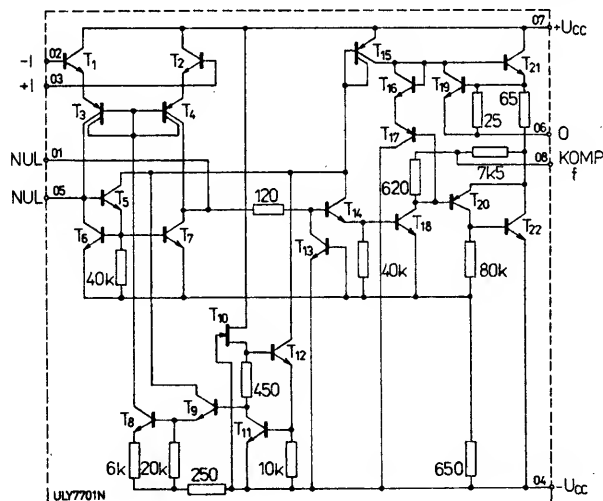 07
+Ucc
02
-I
T1
T2
T15
T21
03
+I
T16
T19
65
25
06
O
T3
T4
T17
08
KOMP
f
7k5
NUL
01
620
NUL
05
T5
120
T14
T20
T6
T7
T18
T22
T13
40k
40k
80k
T10
T12
450
T8
T9
T11
6k
20k
250
10k
650
04
-Ucc
ULY7701N